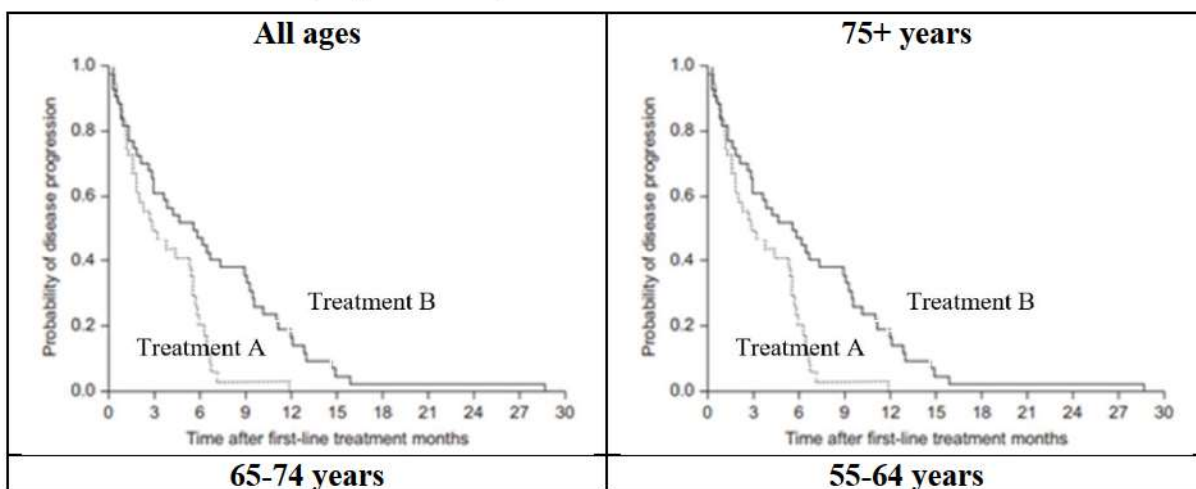 All ages
75+ years
1.0
0.8
0.6
0.4
0.2
0.0
Probability of disease progression
Treatment B
Treatment A
0 3 6 9 12 15 18 21 24 27 30
Time after first-line treatment months
1.0
0.8
0.6
0.4
0.2
0.0
Probability of disease progression
Treatment B
Treatment A
0 3 6 9 12 15 18 21 24 27 30
Time after first-line treatment months
65-74 years
55-64 years